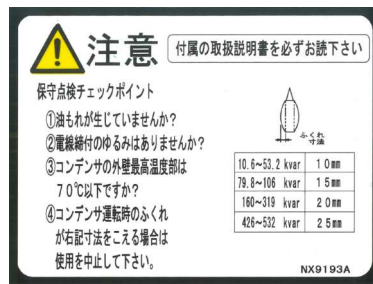 注意
付属の取扱説明書を必ずお読下さい
保守点検チェックポイント
①油もれが生じていませんか?
②電線締付のゆるみはありませんか?
③コンデンサの外壁最高温度部は
70℃以下ですか?
④コンデンサ運転時のふくれ
が右記寸法をこえる場合は
使用を中止して下さい。
ふくれ
寸法
10.6~53.2 kvar 10mm
79.8~106 kvar 15mm
160~319 kvar 20mm
426~532 kvar 25mm
NX9193A